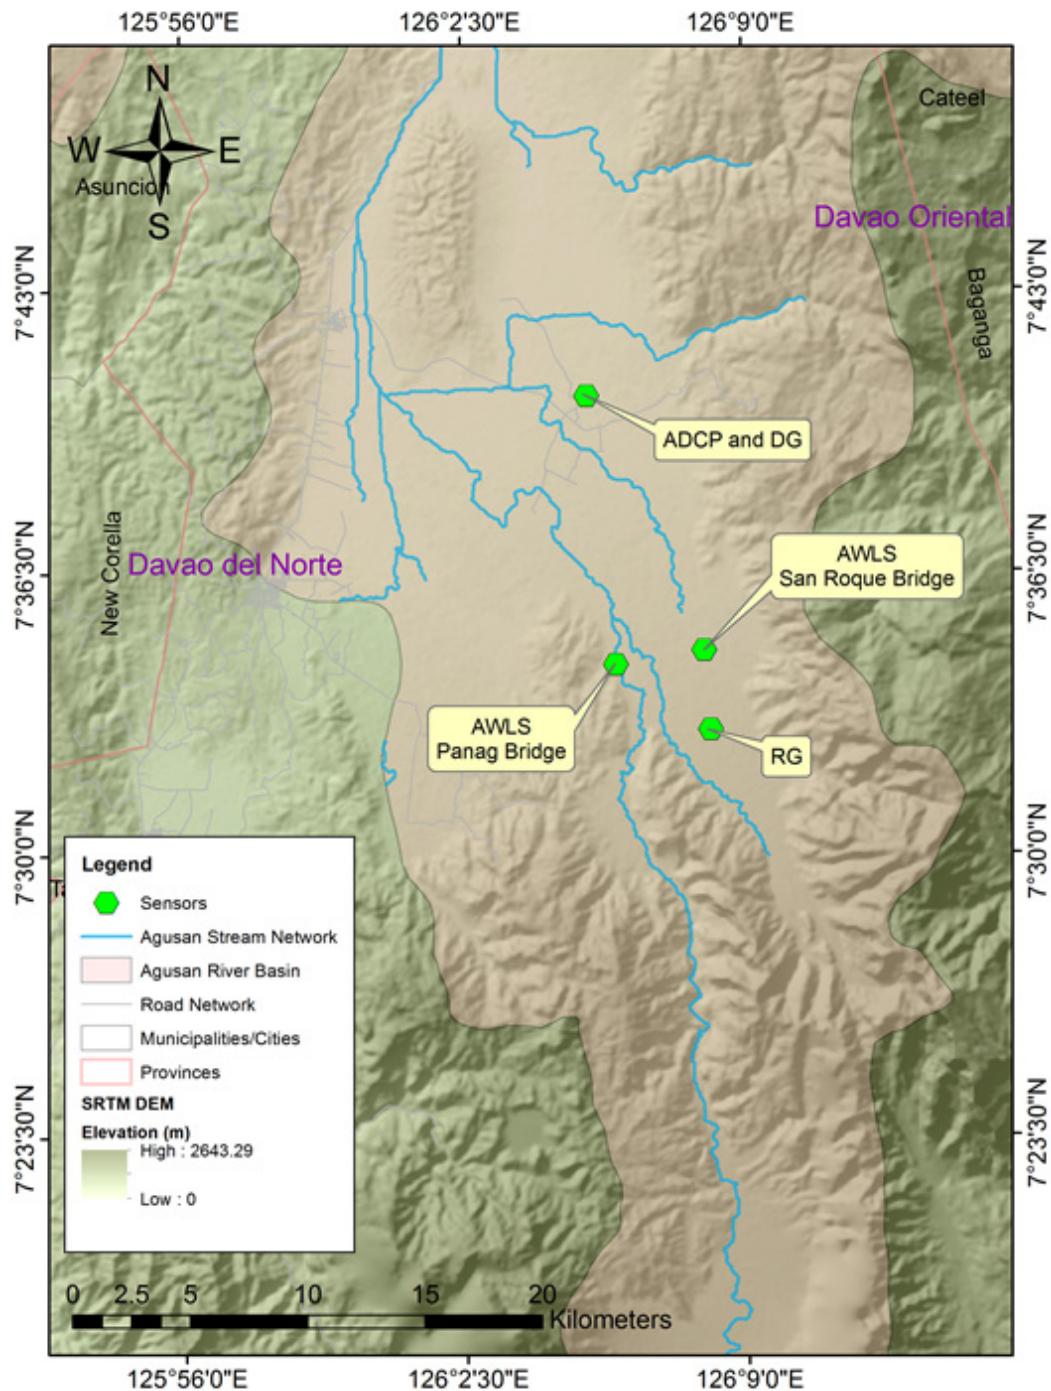 125°56'0"E
126°2'30"E
126°9'0"E
N
W
E
S
Asuncion
Cateel
Davao Oriental
Baganga
7°43'0"N
7°43'0"N
ADCP and DG
New Corella
Davao del Norte
7°36'30"N
7°36'30"N
AWLS
San Roque Bridge
AWLS
Panag Bridge
RG
7°30'0"N
7°30'0"N
Legend
Sensors
Agusan Stream Network
Agusan River Basin
Road Network
Municipalities/Cities
Provinces
SRTM DEM
Elevation (m)
High : 2643.29
Low : 0
7°23'30"N
7°23'30"N
0 2.5 5 10 15 20
Kilometers
125°56'0"E
126°2'30"E
126°9'0"E